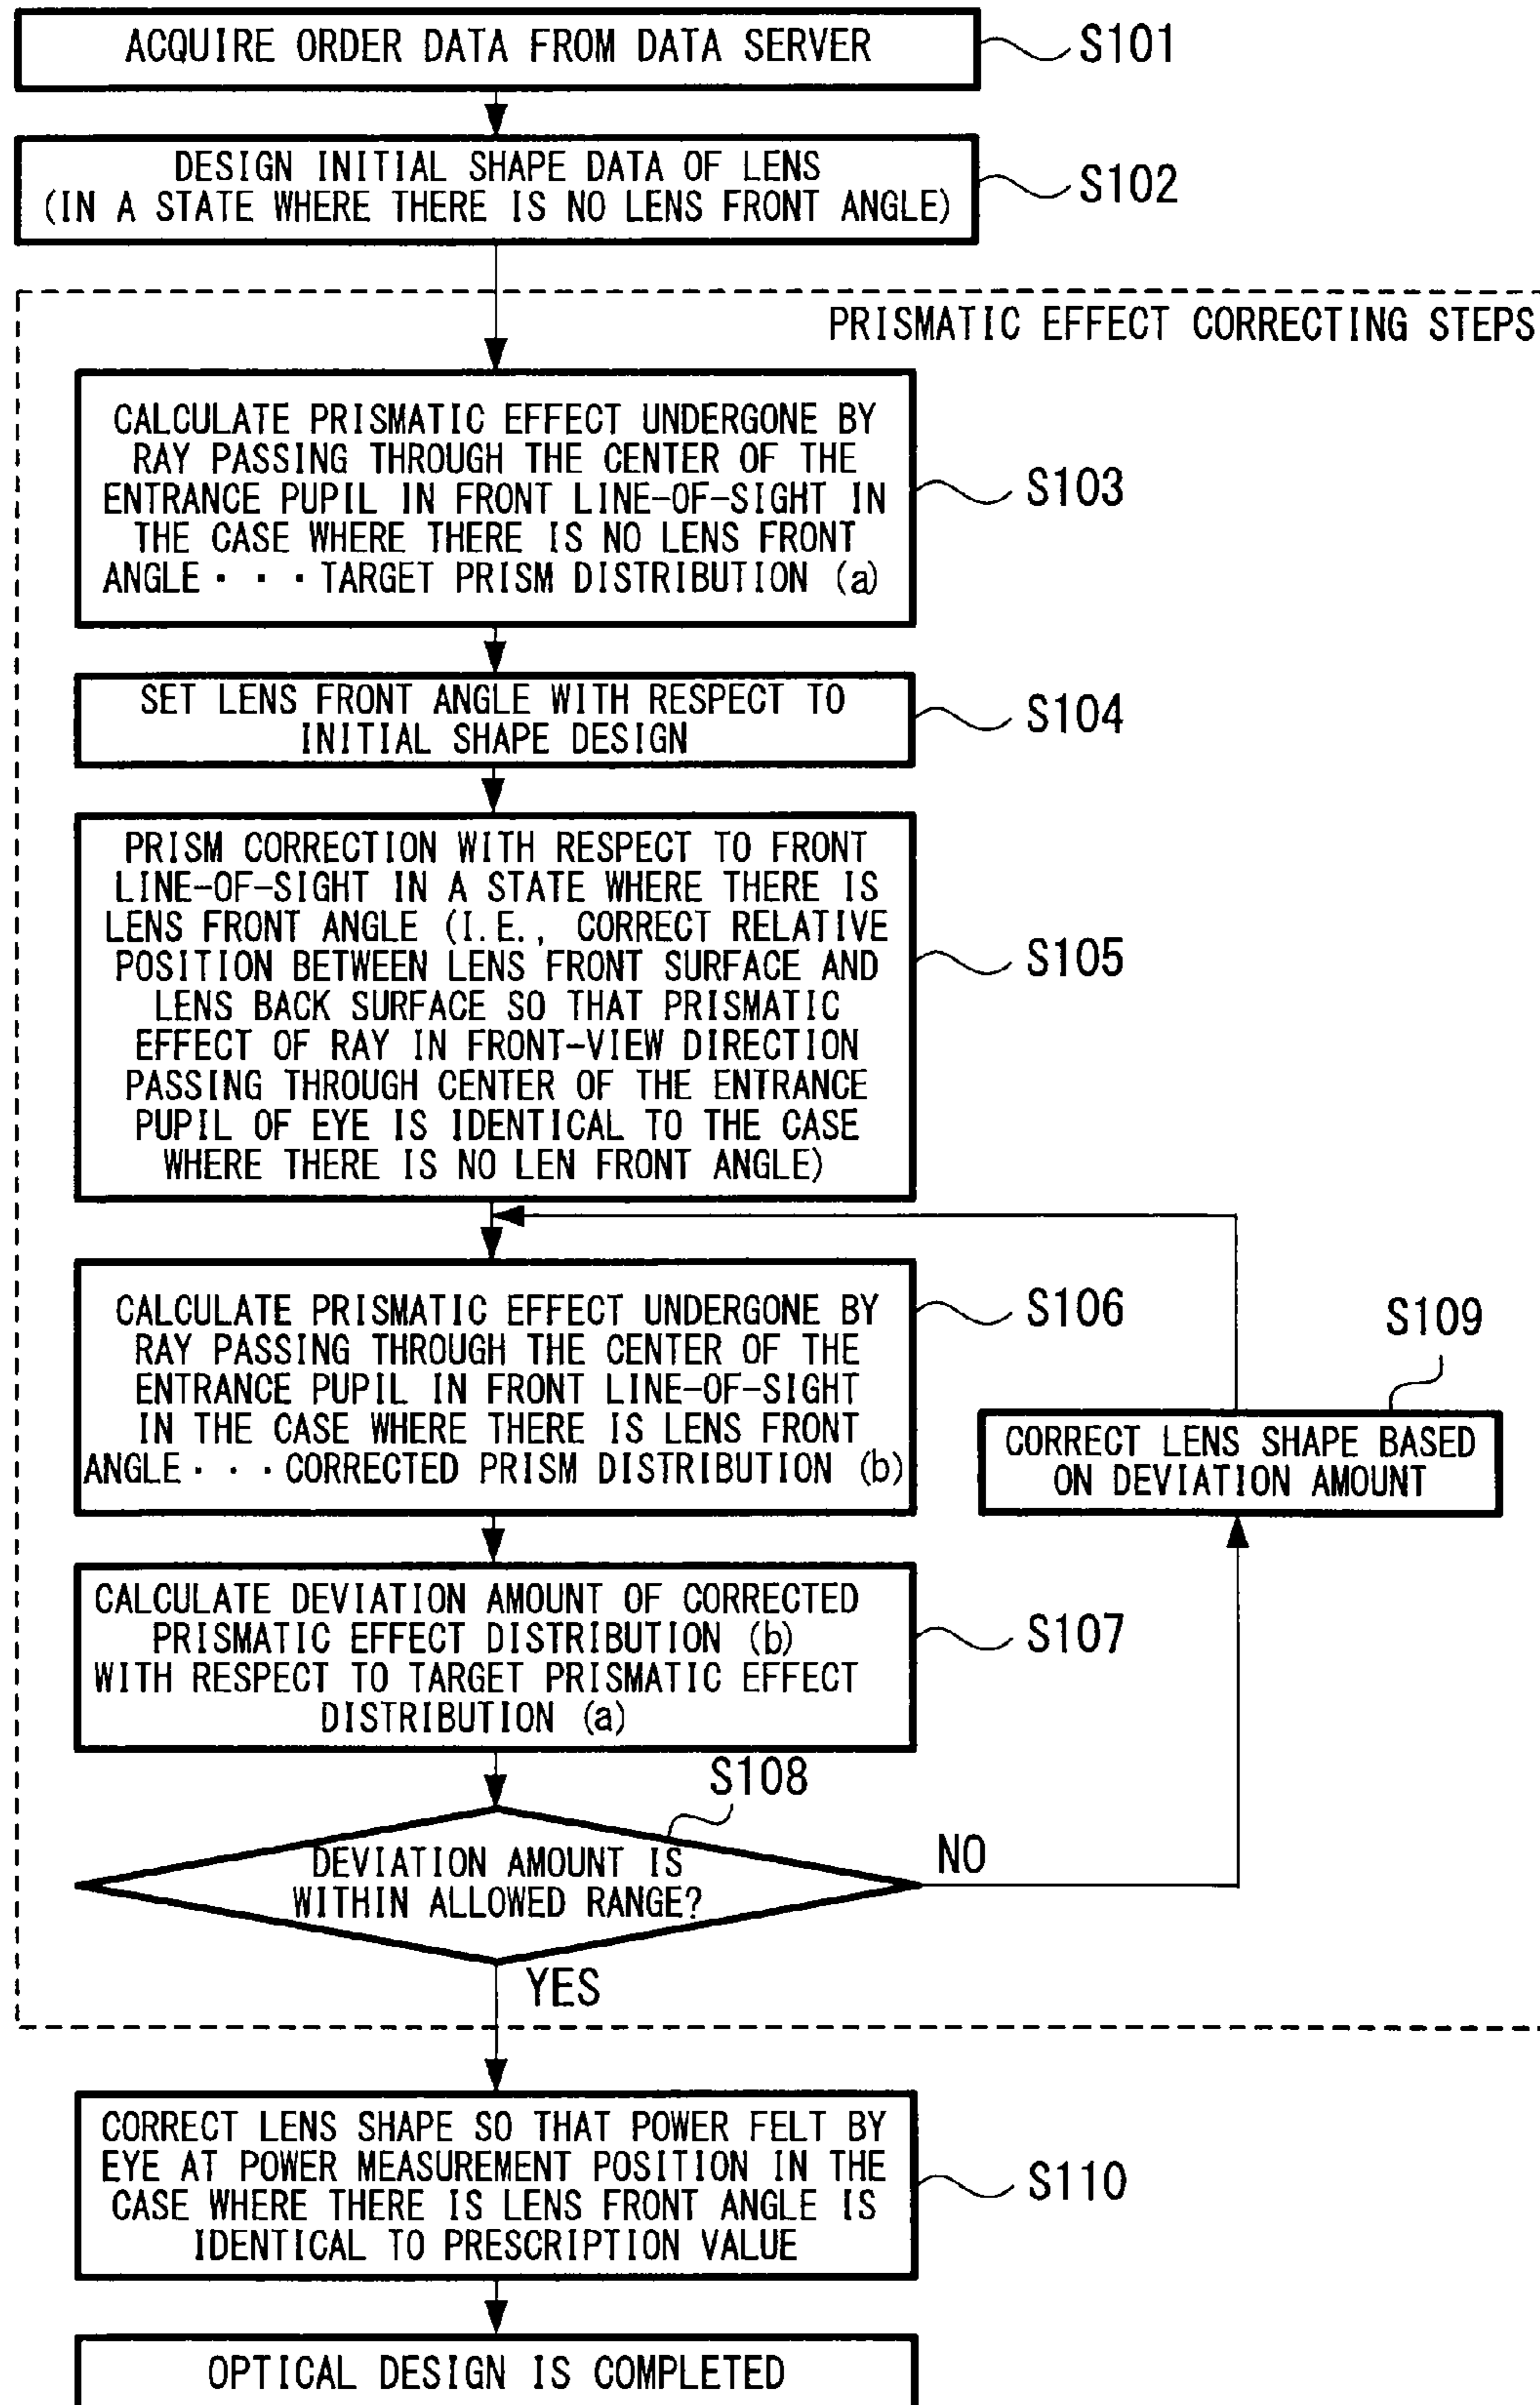 ACQUIRE ORDER DATA FROM DATA SERVER
S101
DESIGN INITIAL SHAPE DATA OF LENS
(IN A STATE WHERE THERE IS NO LENS FRONT ANGLE)
S102
PRISMATIC EFFECT CORRECTING STEPS
CALCULATE PRISMATIC EFFECT UNDERGONE BY
RAY PASSING THROUGH THE CENTER OF THE
ENTRANCE PUPIL IN FRONT LINE-OF-SIGHT IN
THE CASE WHERE THERE IS NO LENS FRONT
ANGLE・・・TARGET PRISM DISTRIBUTION (a)
S103
SET LENS FRONT ANGLE WITH RESPECT TO
INITIAL SHAPE DESIGN
S104
PRISM CORRECTION WITH RESPECT TO FRONT
LINE-OF-SIGHT IN A STATE WHERE THERE IS
LENS FRONT ANGLE (I.E., CORRECT RELATIVE
POSITION BETWEEN LENS FRONT SURFACE AND
LENS BACK SURFACE SO THAT PRISMATIC
EFFECT OF RAY IN FRONT-VIEW DIRECTION
PASSING THROUGH CENTER OF THE ENTRANCE
PUPIL OF EYE IS IDENTICAL TO THE CASE
WHERE THERE IS NO LEN FRONT ANGLE)
S105
CALCULATE PRISMATIC EFFECT UNDERGONE BY
RAY PASSING THROUGH THE CENTER OF THE
ENTRANCE PUPIL IN FRONT LINE-OF-SIGHT
IN THE CASE WHERE THERE IS LENS FRONT
ANGLE・・・CORRECTED PRISM DISTRIBUTION (b)
S106
S109
CORRECT LENS SHAPE BASED
ON DEVIATION AMOUNT
CALCULATE DEVIATION AMOUNT OF CORRECTED
PRISMATIC EFFECT DISTRIBUTION (b)
WITH RESPECT TO TARGET PRISMATIC EFFECT
DISTRIBUTION (a)
S107
S108
DEVIATION AMOUNT IS
WITHIN ALLOWED RANGE?
NO
YES
CORRECT LENS SHAPE SO THAT POWER FELT BY
EYE AT POWER MEASUREMENT POSITION IN THE
CASE WHERE THERE IS LENS FRONT ANGLE IS
IDENTICAL TO PRESCRIPTION VALUE
S110
OPTICAL DESIGN IS COMPLETED